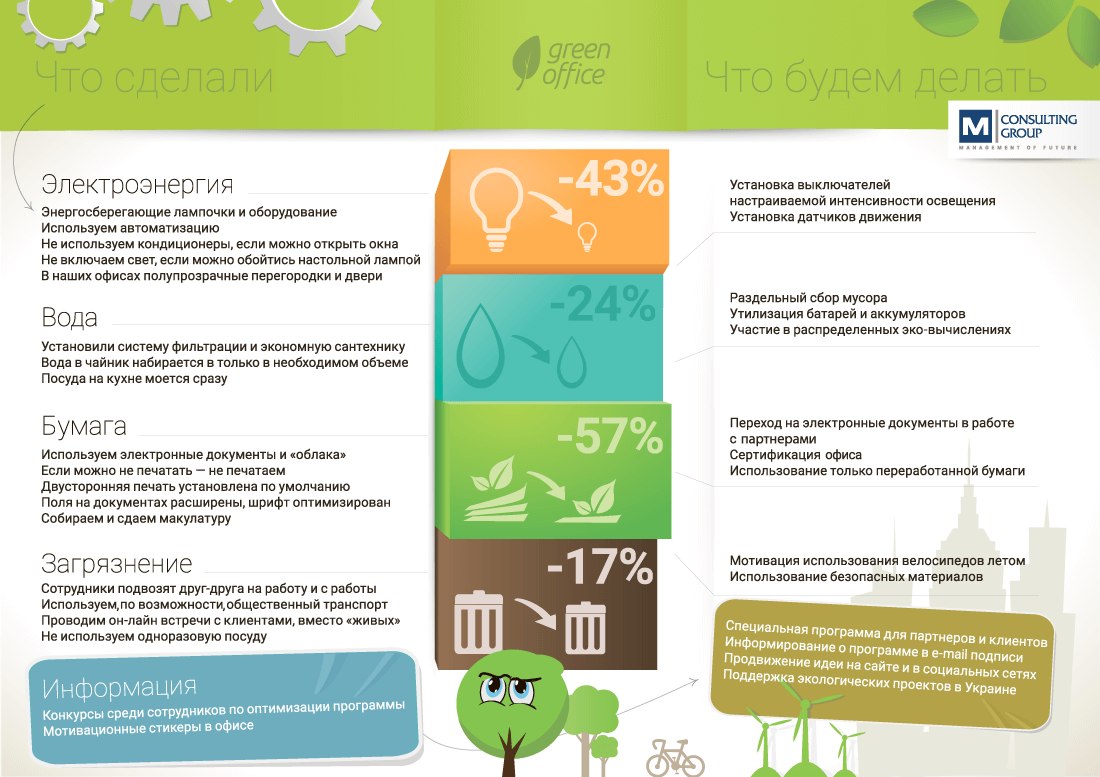 Что сделали
green
office
Что будем делать
M CONSULTING
GROUP
MANAGEMENT OF FUTURE
Электроэнергия
Энергосберегающие лампочки и оборудование
Используем автоматизацию
Не используем кондиционеры, если можно открыть окна
Не включаем свет, если можно обойтись настольной лампой
В наших офисах полупрозрачные перегородки и двери
-43%
Установка выключателей
настраиваемой интенсивности освещения
Установка датчиков движения
Вода
Установили систему фильтрации и экономную сантехнику
Вода в чайник набирается в только в необходимом объеме
Посуда на кухне моется сразу
-24%
Раздельный сбор мусора
Утилизация батарей и аккумуляторов
Участие в распределенных эко-вычислениях
Бумага
Используем электронные документы и «облака»
Если можно не печатать — не печатаем
Двусторонняя печать установлена по умолчанию
Поля на документах расширены, шрифт оптимизирован
Собираем и сдаем макулатуру
-57%
Переход на электронные документы в работе
с партнерами
Сертификация офиса
Использование только переработанной бумаги
Загрязнение
Сотрудники подвозят друг-друга на работу и с работы
Используем,по возможности,общественный транспорт
Проводим он-лайн встречи с клиентами, вместо «живых»
Не используем одноразовую посуду
-17%
Мотивация использования велосипедов летом
Использование безопасных материалов
Информация
Конкурсы среди сотрудников по оптимизации программы
Мотивационные стикеры в офисе
Специальная программа для партнеров и клиентов
Информирование о программе в e-mail подписи
Продвижение идеи на сайте и в социальных сетях
Поддержка экологических проектов в Украине